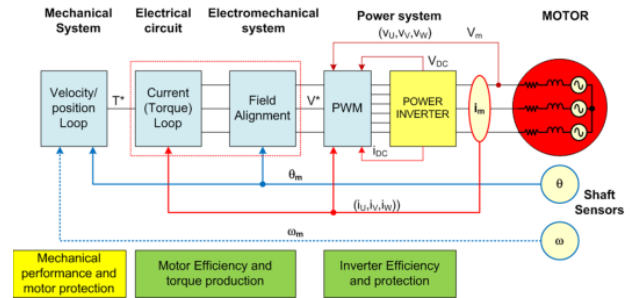 Mechanical
System
Electrical
circuit
Electromechanical
system
Power system
MOTOR
(vU,vV,vW)
Vm
VDC
Velocity/
position
Loop
T*
Current
(Torque)
Loop
Field
Alignment
V*
PWM
POWER
INVERTER
im
iDC
θm
θ
Shaft
Sensors
(iU,iV,iW))
ωm
ω
Mechanical
performance and
motor protection
Motor Efficiency and
torque production
Inverter Efficiency
and protection